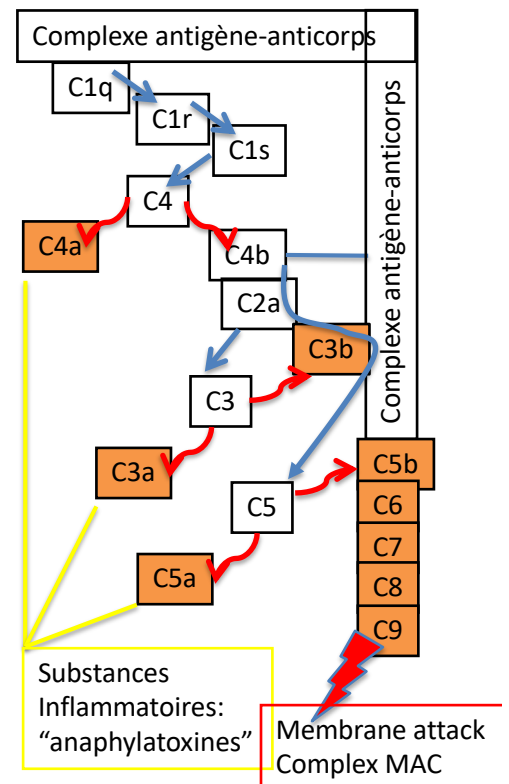 Complexe antigène-anticorps
Complexe antigène-anticorps
C1q
C1r
C1s
C4
C4a
C4b
C2a
C3b
C3
C3a
C5b
C5
C6
C7
C5a
C8
C9
Substances
Inflammatoires:
“anaphylatoxines”
Membrane attack
Complex MAC